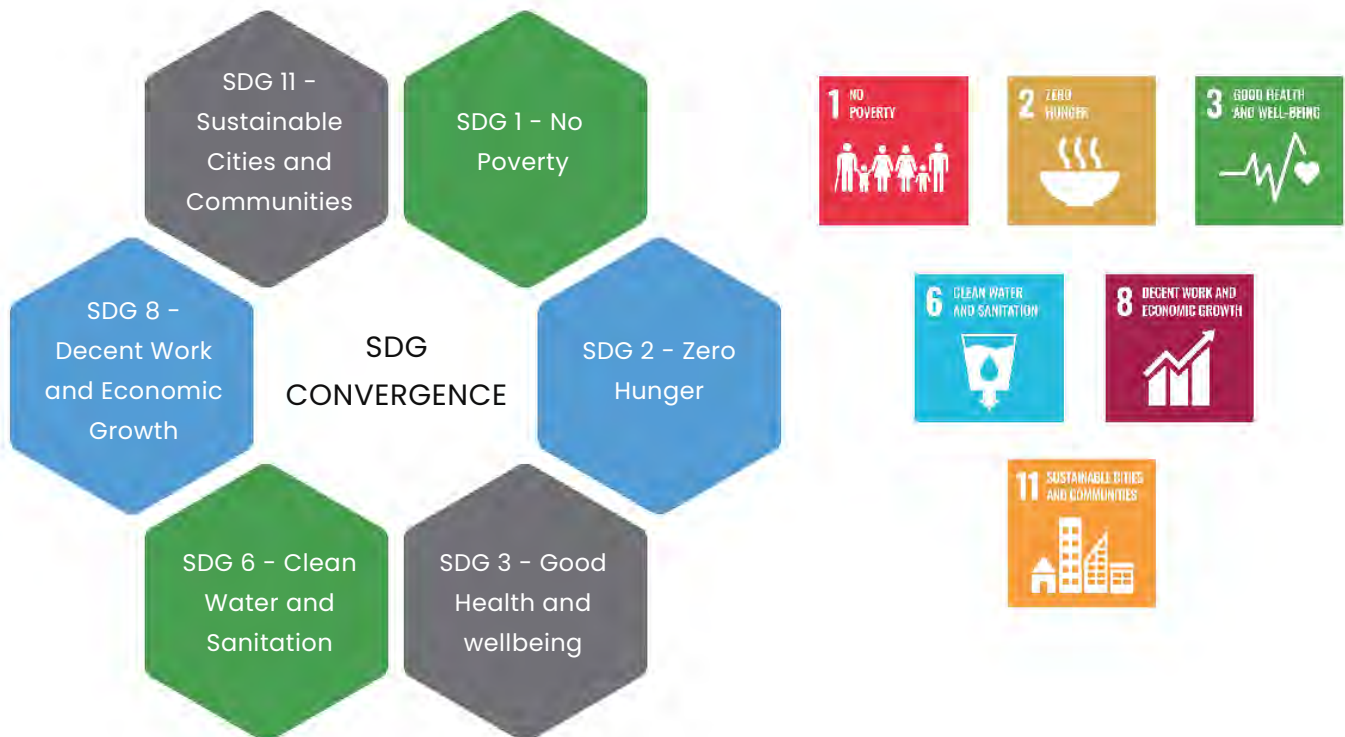 SDG 11 -
Sustainable
Cities and
Communities
SDG 1 - No
Poverty
SDG 8 -
Decent Work
and Economic
Growth
SDG
CONVERGENCE
SDG 2 - Zero
Hunger
SDG 6 - Clean
Water and
Sanitation
SDG 3 - Good
Health and
wellbeing
1 NO
POVERTY
2 ZERO
HUNGER
3 GOOD HEALTH
AND WELL-BEING
6 CLEAN WATER
AND SANITATION
8 DECENT WORK AND
ECONOMIC GROWTH
11 SUSTAINABLE CITIES
AND COMMUNITIES